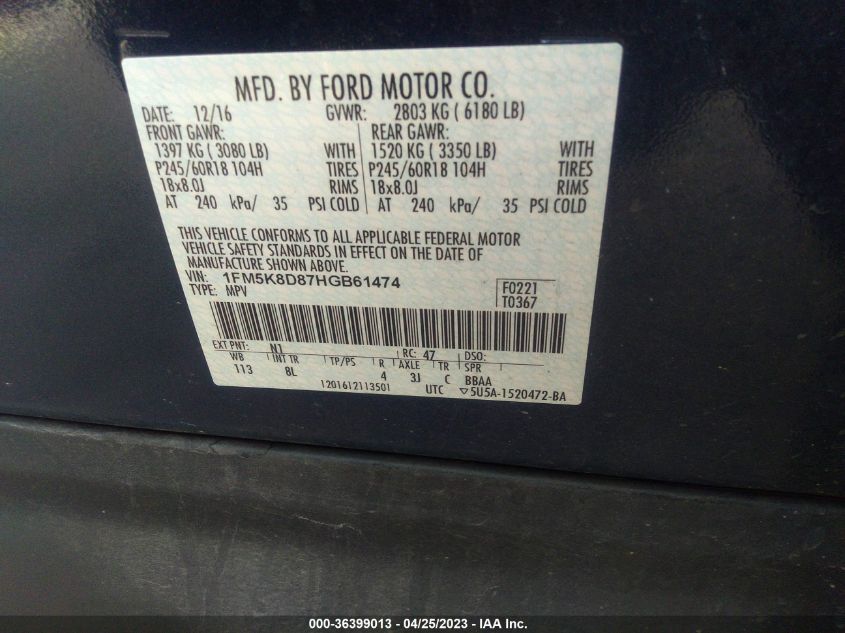 MFD. BY FORD MOTOR CO.
DATE: 12/16 GVWR: 2803 KG ( 6180 LB)
FRONT GAWR: REAR GAWR:
1397 KG ( 3080 LB) WITH 1520 KG ( 3350 LB) WITH
P245/60R18 104H TIRES P245/60R18 104H TIRES
18x8.0J RIMS 18x8.0J RIMS
AT 240 kPa/ 35 PSI COLD AT 240 kPa/ 35 PSI COLD
THIS VEHICLE CONFORMS TO ALL APPLICABLE FEDERAL MOTOR
VEHICLE SAFETY STANDARDS IN EFFECT ON THE DATE OF
MANUFACTURE SHOWN ABOVE.
VIN: 1FM5K8D87HGB61474 F0221
TYPE: MPV T0367
EXT PNT: N1 RC: 47 DSO:
WB INT TR TP/PS R AXLE TR SPR
113 8L 4 3J C BBAA
1201612113501 UTC ▽5U5A-1520472-BA
000-36399013 - 04/25/2023 - IAA Inc.